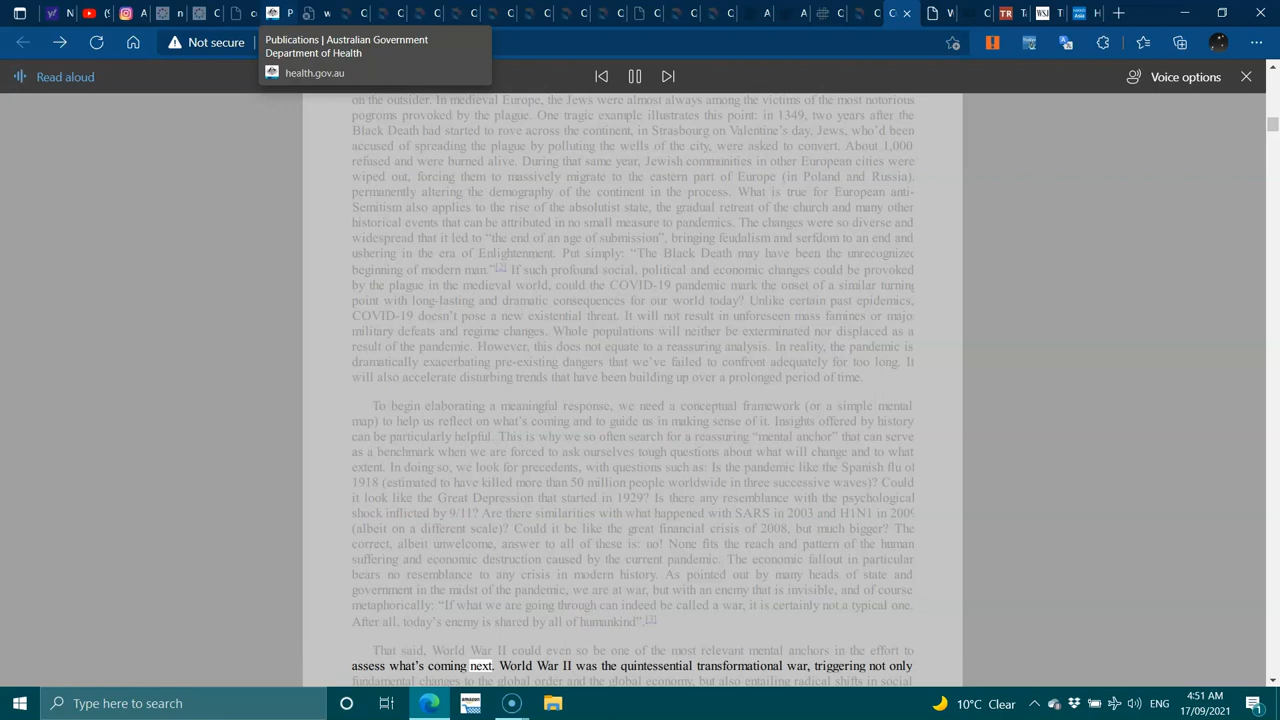 Publications | Australian Government
Department of Health
health.gov.au
Not secure
Read aloud
Voice options
on the outsider. In medieval Europe, the Jews were almost always among the victims of the most notorious
pogroms provoked by the plague. One tragic example illustrates this point: in 1349, two years after the
Black Death had started to rove across the continent, in Strasbourg on Valentine's day, Jews, who'd been
accused of spreading the plague by polluting the wells of the city, were asked to convert. About 1,000
refused and were burned alive. During that same year, Jewish communities in other European cities were
wiped out, forcing them to massively migrate to the eastern part of Europe (in Poland and Russia),
permanently altering the demography of the continent in the process. What is true for European anti-
Semitism also applies to the rise of the absolutist state, the gradual retreat of the church and many other
historical events that can be attributed in no small measure to pandemics. The changes were so diverse and
widespread that it led to “the end of an age of submission”, bringing feudalism and serfdom to an end and
ushering in the era of Enlightenment. Put simply: “The Black Death may have been the unrecognized
beginning of modern man.”[2] If such profound social, political and economic changes could be provoked
by the plague in the medieval world, could the COVID-19 pandemic mark the onset of a similar turning
point with long-lasting and dramatic consequences for our world today? Unlike certain past epidemics,
COVID-19 doesn't pose a new existential threat. It will not result in unforeseen mass famines or major
military defeats and regime changes. Whole populations will neither be exterminated nor displaced as a
result of the pandemic. However, this does not equate to a reassuring analysis. In reality, the pandemic is
dramatically exacerbating pre-existing dangers that we've failed to confront adequately for too long. It
will also accelerate disturbing trends that have been building up over a prolonged period of time.
To begin elaborating a meaningful response, we need a conceptual framework (or a simple mental
map) to help us reflect on what's coming and to guide us in making sense of it. Insights offered by history
can be particularly helpful. This is why we so often search for a reassuring “mental anchor” that can serve
as a benchmark when we are forced to ask ourselves tough questions about what will change and to what
extent. In doing so, we look for precedents, with questions such as: Is the pandemic like the Spanish flu of
1918 (estimated to have killed more than 50 million people worldwide in three successive waves)? Could
it look like the Great Depression that started in 1929? Is there any resemblance with the psychological
shock inflicted by 9/11? Are there similarities with what happened with SARS in 2003 and H1N1 in 2009
(albeit on a different scale)? Could it be like the great financial crisis of 2008, but much bigger? The
correct, albeit unwelcome, answer to all of these is: no! None fits the reach and pattern of the human
suffering and economic destruction caused by the current pandemic. The economic fallout in particular
bears no resemblance to any crisis in modern history. As pointed out by many heads of state and
government in the midst of the pandemic, we are at war, but with an enemy that is invisible, and of course
metaphorically: “If what we are going through can indeed be called a war, it is certainly not a typical one.
After all, today's enemy is shared by all of humankind”.[3]
That said, World War II could even so be one of the most relevant mental anchors in the effort to
assess what's coming next. World War II was the quintessential transformational war, triggering not only
fundamental changes to the global order and the global economy, but also entailing radical shifts in social
Type here to search
amazon
10°C Clear
ENG
4:51 AM
17/09/2021